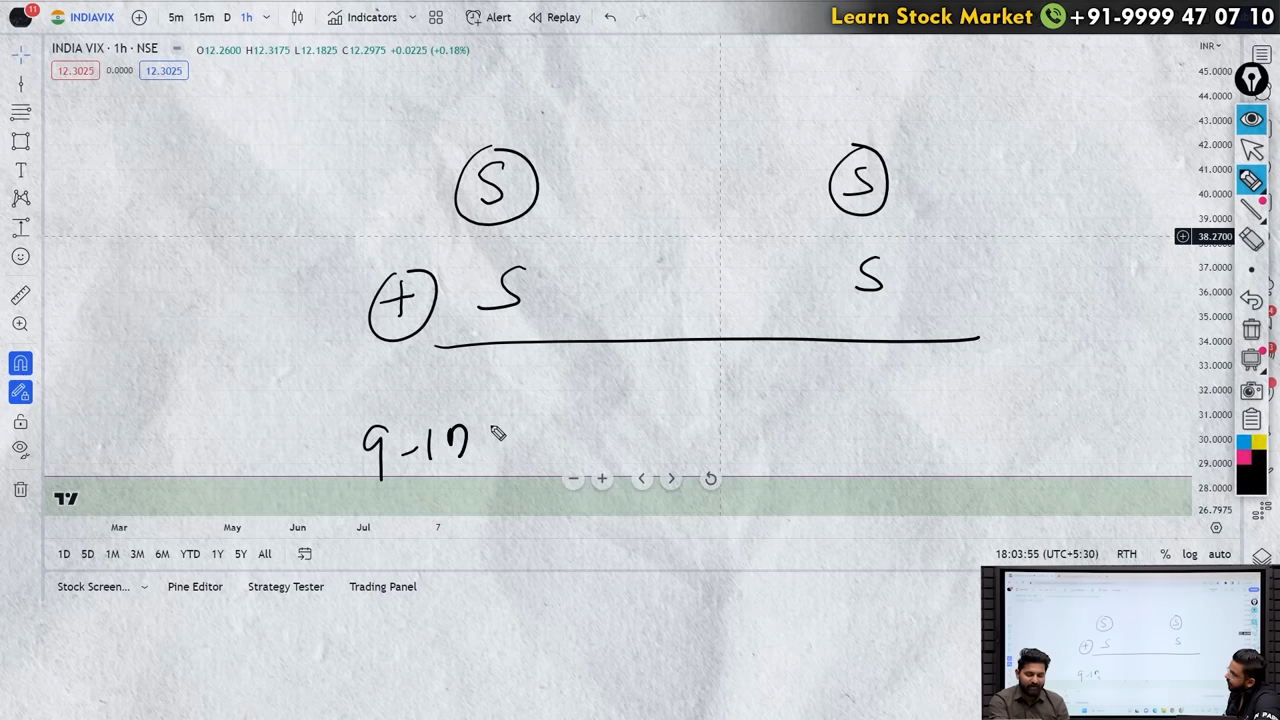 11 INDIAVIX 5m 15m D 1h Indicators Alert Replay
Learn Stock Market +91-9999 47 07 10
INDIA VIX · 1h · NSE O12.2600 H12.3175 L12.1825 C12.2975 +0.0225 (+0.18%)
12.3025 0.0000 12.3025
INR
45.0000
44.0000
43.0000
42.0000
41.0000
40.0000
39.0000
38.2700
37.0000
36.0000
35.0000
34.0000
33.0000
32.0000
31.0000
30.0000
29.0000
28.0000
26.7975
S S
+ S S
Mar May Jun Jul 7
1D 5D 1M 3M 6M YTD 1Y 5Y All 18:03:55 (UTC+5:30) RTH % log auto
Stock Screen... Pine Editor Strategy Tester Trading Panel